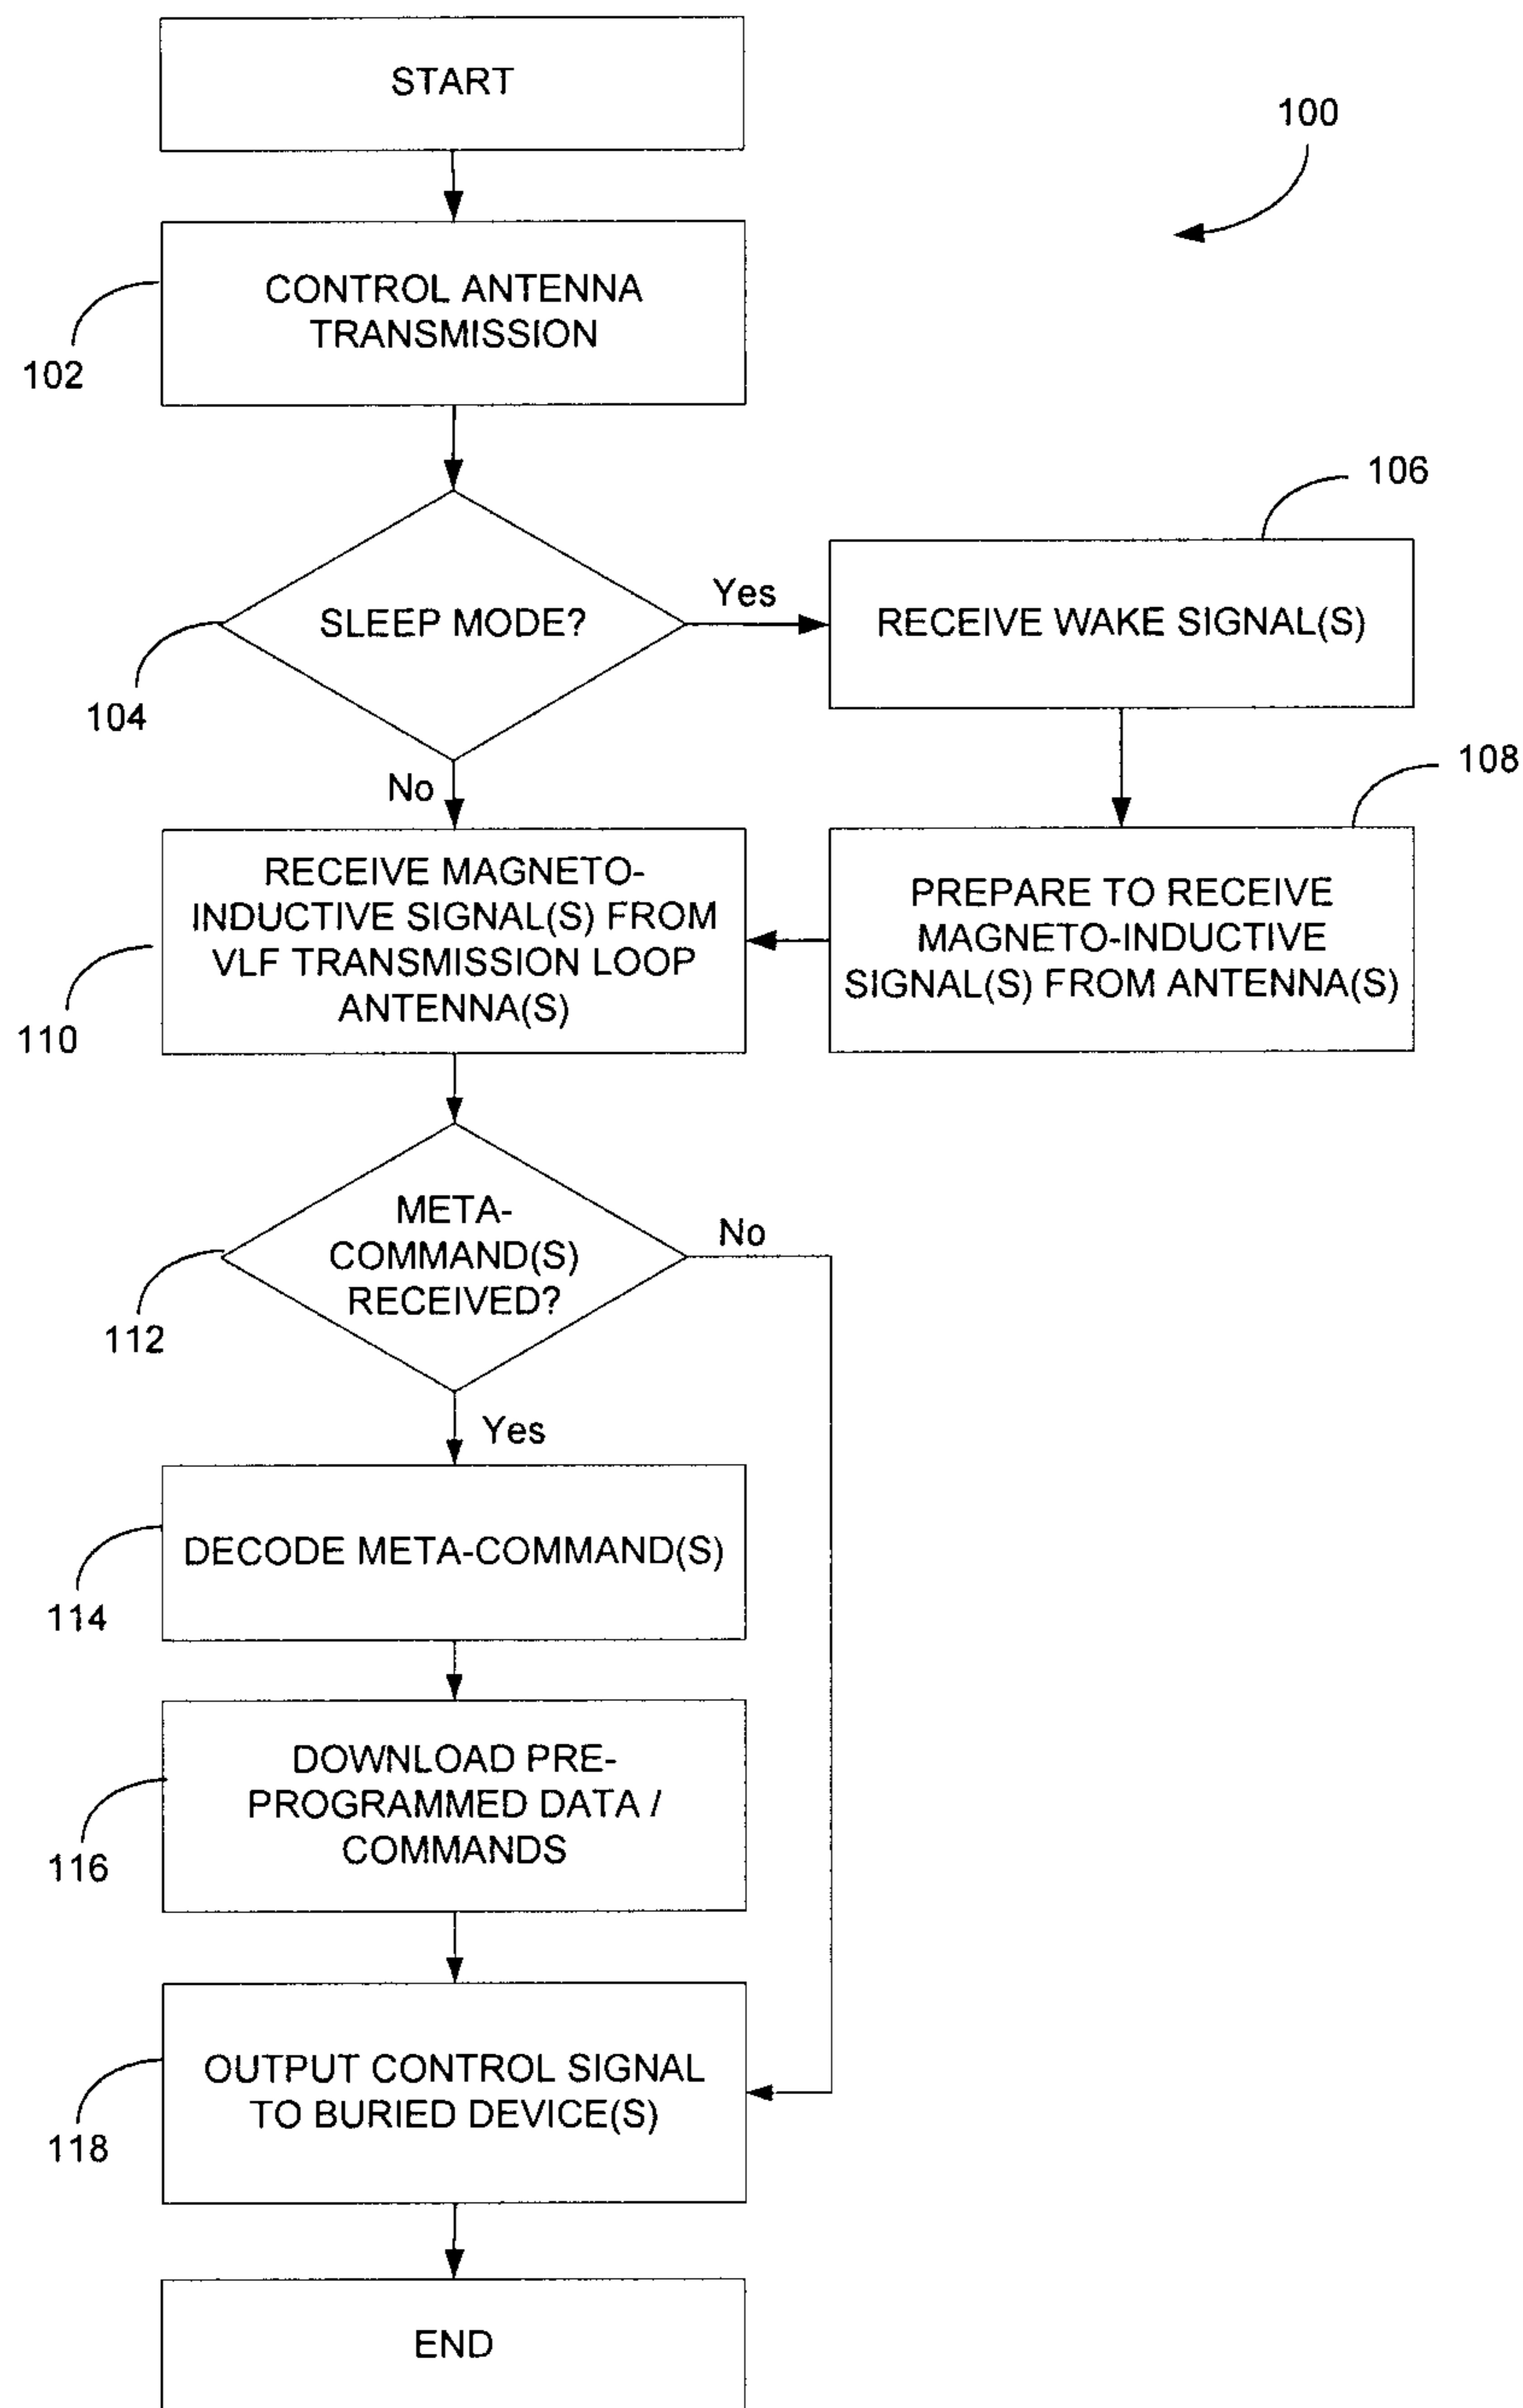 START
100
CONTROL ANTENNA
TRANSMISSION
102
SLEEP MODE?
Yes
104
No
106
RECEIVE WAKE SIGNAL(S)
108
PREPARE TO RECEIVE
MAGNETO-INDUCTIVE
SIGNAL(S) FROM ANTENNA(S)
RECEIVE MAGNETO-
INDUCTIVE SIGNAL(S) FROM
VLF TRANSMISSION LOOP
ANTENNA(S)
110
META-
COMMAND(S)
RECEIVED?
No
112
Yes
DECODE META-COMMAND(S)
114
DOWNLOAD PRE-
PROGRAMMED DATA /
COMMANDS
116
OUTPUT CONTROL SIGNAL
TO BURIED DEVICE(S)
118
END